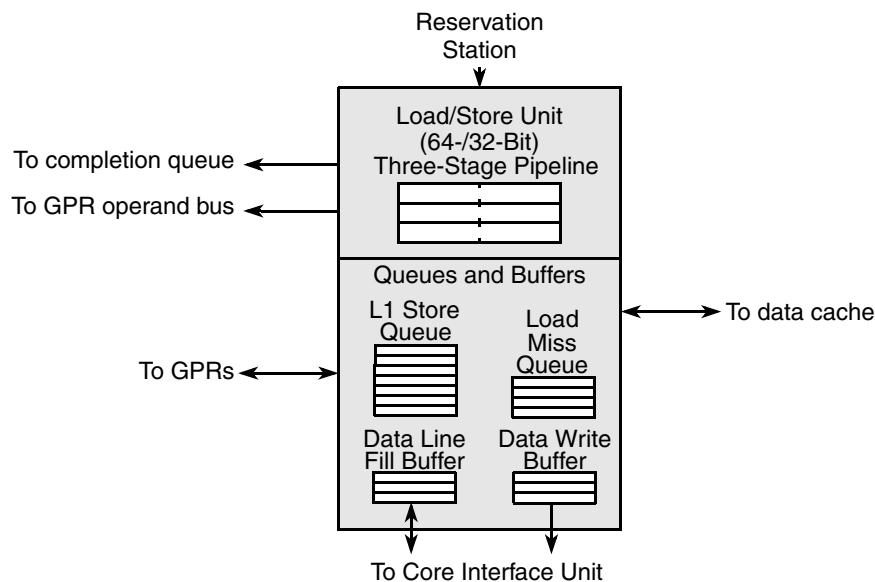 Reservation
Station
Load/Store Unit
(64-/32-Bit)
Three-Stage Pipeline
To completion queue
To GPR operand bus
Queues and Buffers
L1 Store
Queue
Load
Miss
Queue
To data cache
To GPRs
Data Line
Fill Buffer
Data Write
Buffer
To Core Interface Unit